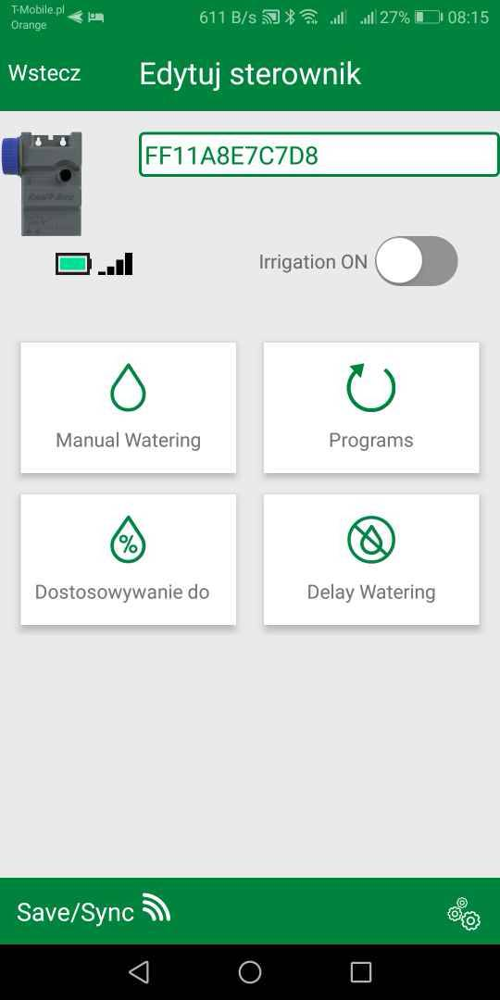 T-Mobile.pl
Orange
611 B/s
27%
08:15
Wstecz
Edytuj sterownik
FF11A8E7C7D8
Irrigation ON
Manual Watering
Programs
%
Dostosowywanie do
Delay Watering
Save/Sync